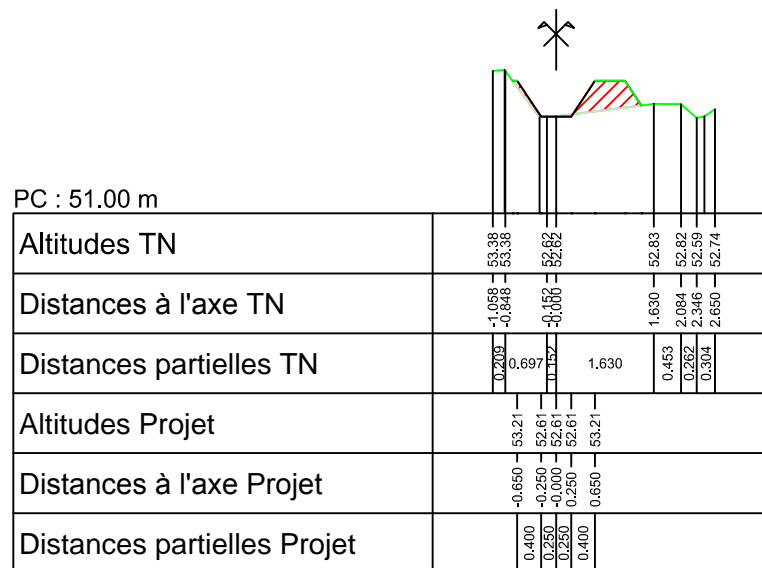 PC : 51.00 m
Altitudes TN
53.38 53.38 52.62 52.62 52.83 52.82 52.59 52.74
Distances à l'axe TN
-1.058 -0.848 -0.152 -0.000 1.630 2.084 2.346 2.650
Distances partielles TN
0.209 0.697 0.152 1.630 0.453 0.262 0.304
Altitudes Projet
53.21 52.61 52.61 52.61 53.21
Distances à l'axe Projet
-0.650 -0.250 -0.000 0.250 0.650
Distances partielles Projet
0.400 0.250 0.250 0.400